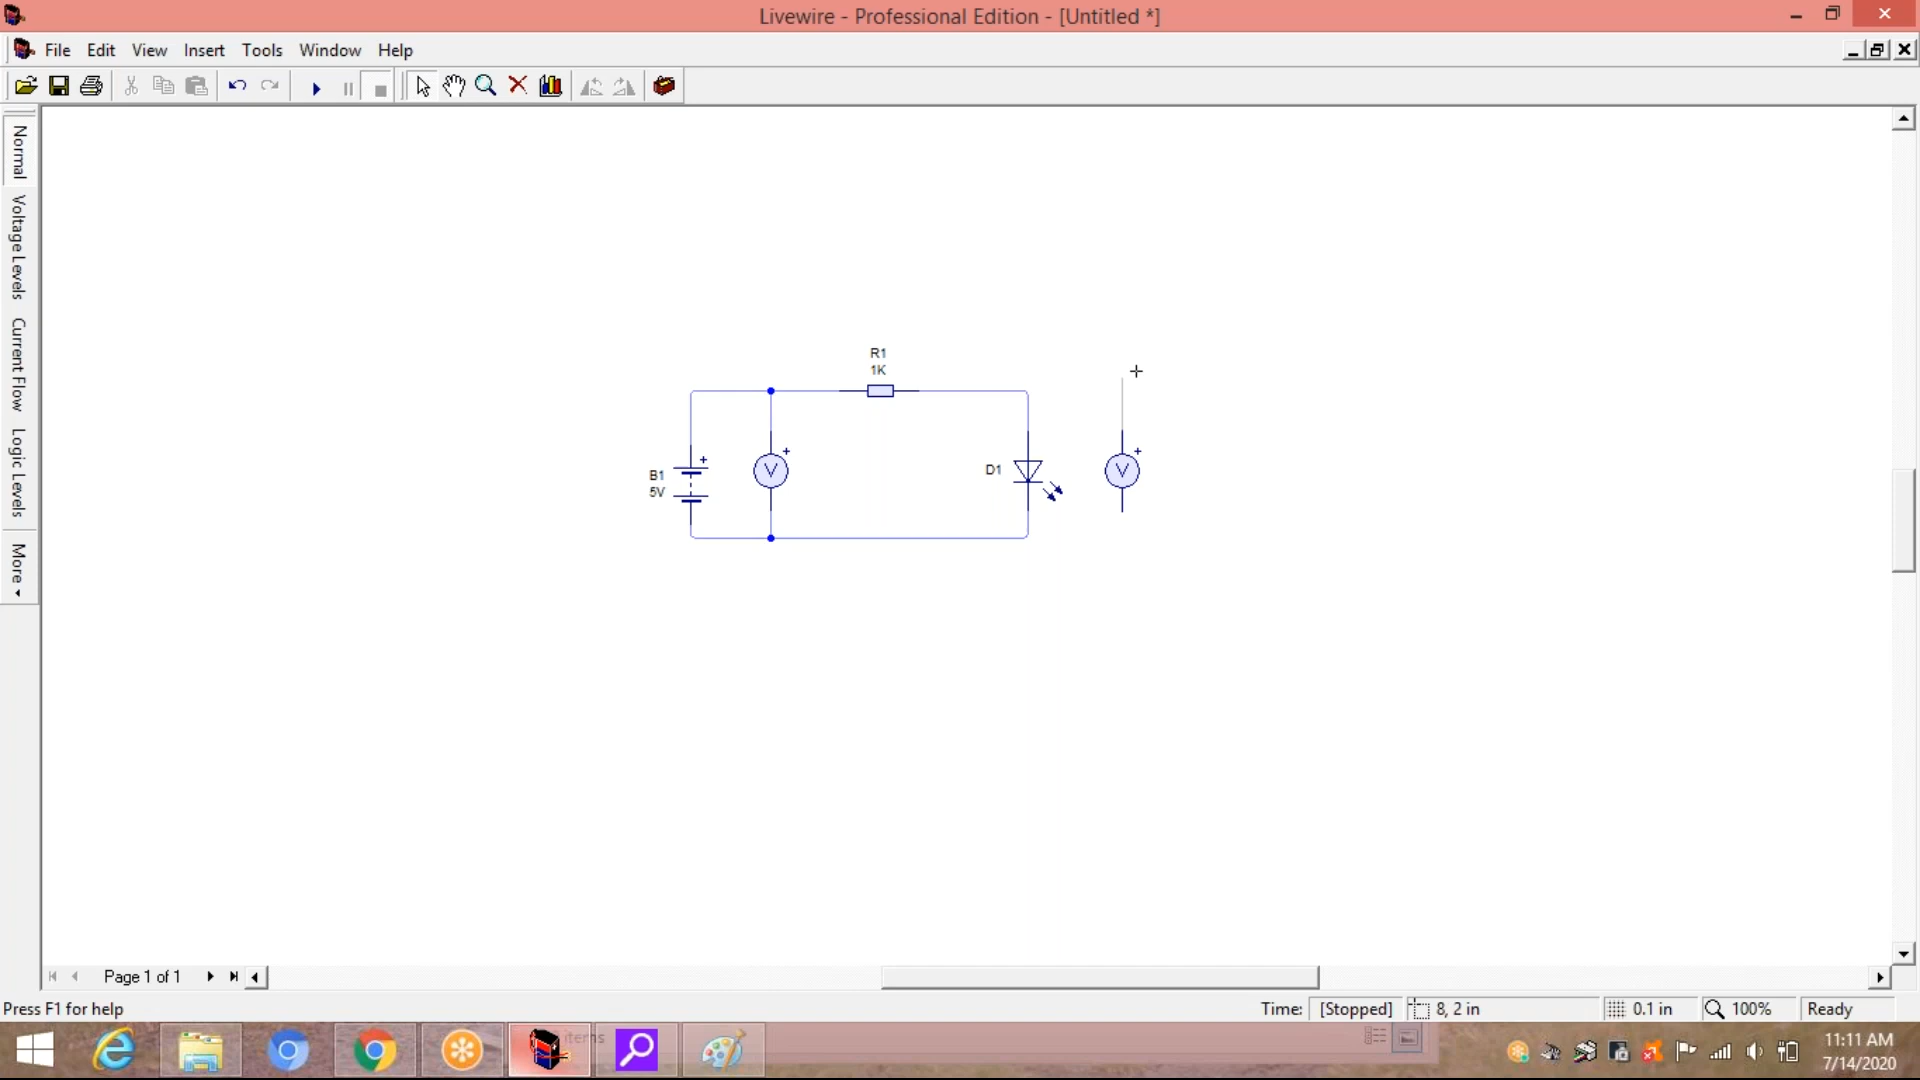 Livewire - Professional Edition - [Untitled *]
File Edit View Insert Tools Window Help
Normal
Voltage Levels
Current Flow
Logic Levels
More
R1
1K
B1
5V
+
V
+
D1
V
+
Page 1 of 1
Press F1 for help
Time: [Stopped] 8, 2 in 0.1 in 100% Ready
items
11:11 AM
7/14/2020